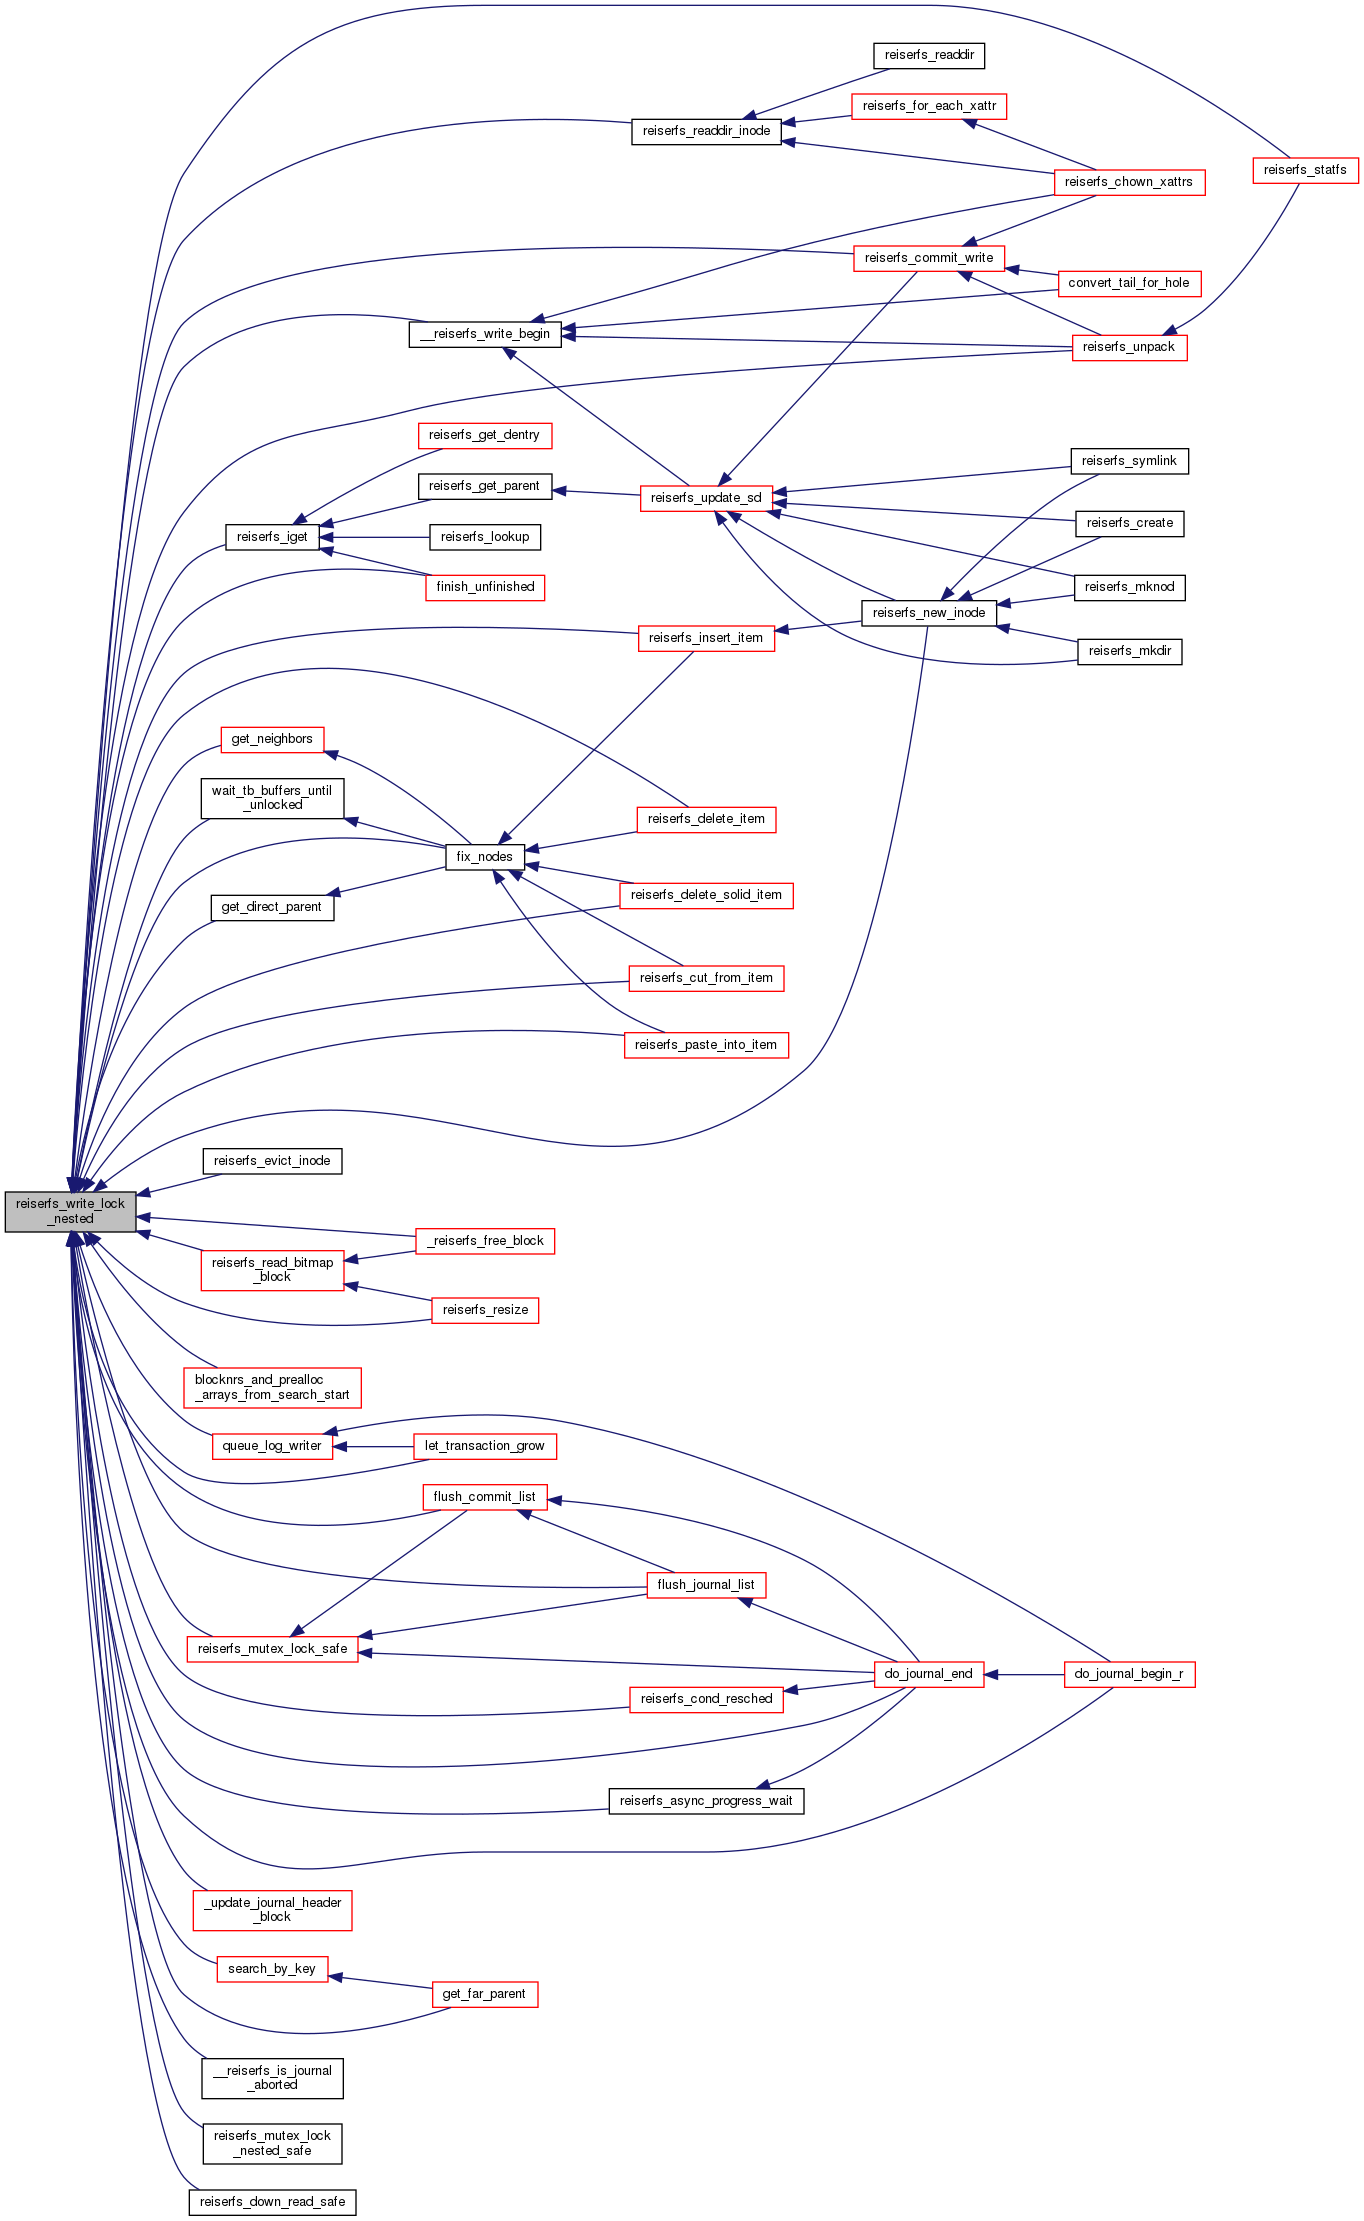 reiserfs_readdir
reiserfs_for_each_xattr
reiserfs_readdir_inode
reiserfs_statfs
reiserfs_chown_xattrs
reiserfs_commit_write
convert_tail_for_hole
__reiserfs_write_begin
reiserfs_unpack
reiserfs_get_dentry
reiserfs_symlink
reiserfs_get_parent
reiserfs_update_sd
reiserfs_create
reiserfs_iget
reiserfs_lookup
finish_unfinished
reiserfs_mknod
reiserfs_new_inode
reiserfs_insert_item
reiserfs_mkdir
get_neighbors
wait_tb_buffers_until
_unlocked
reiserfs_delete_item
fix_nodes
reiserfs_delete_solid_item
get_direct_parent
reiserfs_cut_from_item
reiserfs_paste_into_item
reiserfs_evict_inode
reiserfs_write_lock
_nested
_reiserfs_free_block
reiserfs_read_bitmap
_block
reiserfs_resize
blocknrs_and_prealloc
_arrays_from_search_start
queue_log_writer
let_transaction_grow
flush_commit_list
flush_journal_list
reiserfs_mutex_lock_safe
do_journal_end
do_journal_begin_r
reiserfs_cond_resched
reiserfs_async_progress_wait
_update_journal_header
_block
search_by_key
get_far_parent
__reiserfs_is_journal
_aborted
reiserfs_mutex_lock
_nested_safe
reiserfs_down_read_safe